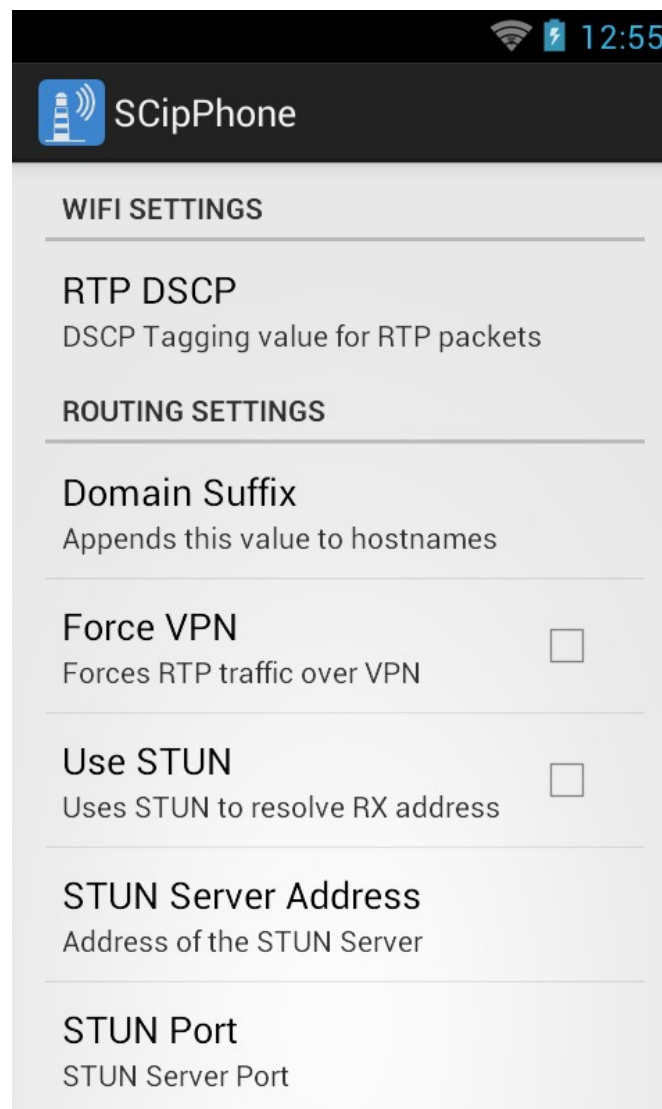 12:55
SCipPhone
WIFI SETTINGS
RTP DSCP
DSCP Tagging value for RTP packets
ROUTING SETTINGS
Domain Suffix
Appends this value to hostnames
Force VPN
Forces RTP traffic over VPN
Use STUN
Uses STUN to resolve RX address
STUN Server Address
Address of the STUN Server
STUN Port
STUN Server Port